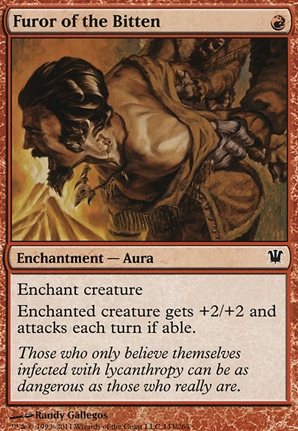 Furor of the Bitten
Enchantment — Aura
Enchant creature
Enchanted creature gets +2/+2 and
attacks each turn if able.
Those who only believe themselves
infected with lycanthropy can be as
dangerous as those who really are.
Randy Gallegos